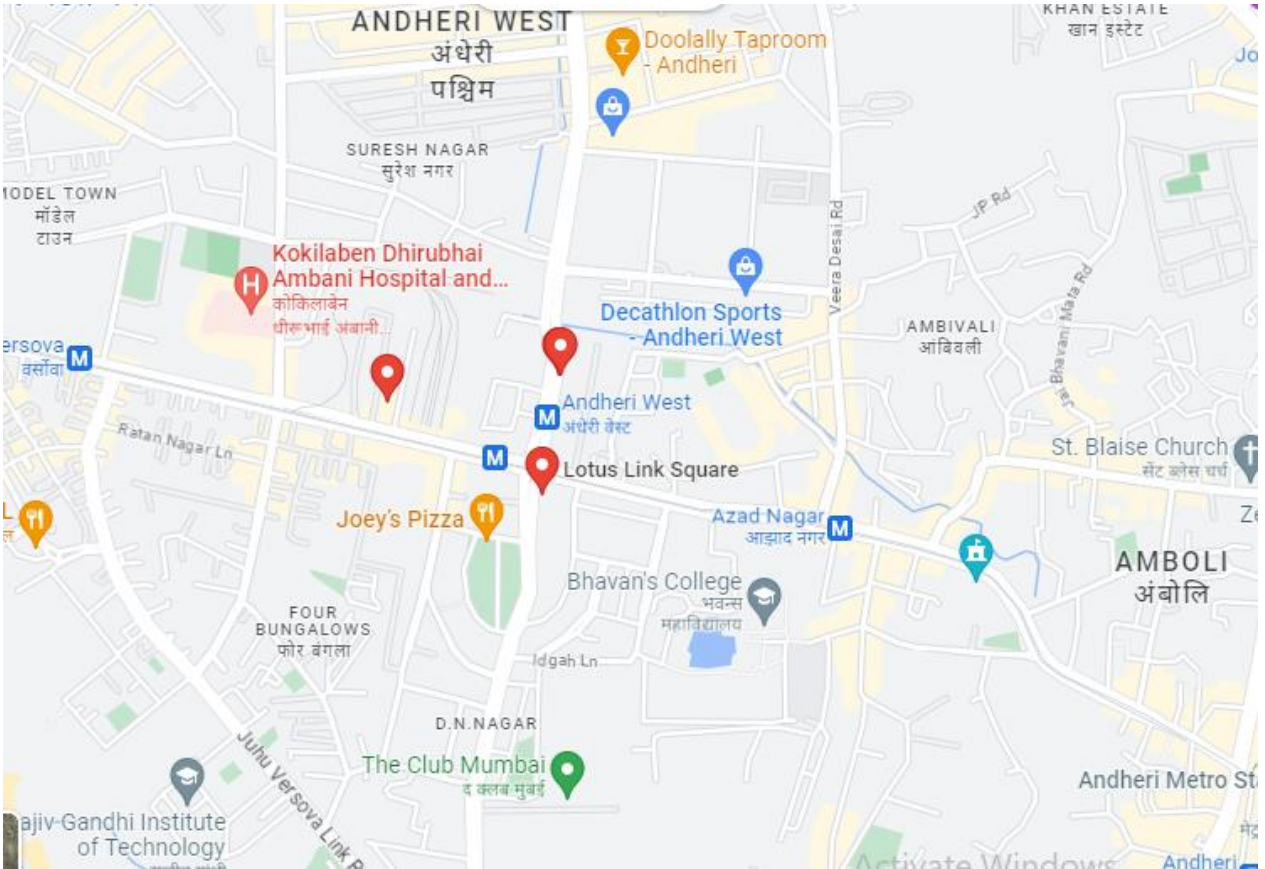 ANDHERI WEST
अंधेरी
पश्चिम
Doolally Taproom
- Andheri
KHAN ESTATE
खान इस्टेट
Jo
SURESH NAGAR
सुरेश नगर
MODEL TOWN
मॉडेल
टाउन
JP Rd
Veera Desai Rd
Jai Bhavani Mata Rd
Kokilaben Dhirubhai
Ambani Hospital and...
कोकिलाबेन
धीरूभाई अंबानी...
Decathlon Sports
- Andheri West
AMBIVALI
आंबिवली
ersova
वर्सोवा
M
M
Andheri West
अंधेरी वेस्ट
Ratan Nagar Ln
M
Lotus Link Square
St. Blaise Church
सेंट ब्लेस चर्च
L
ल
Joey's Pizza
Azad Nagar
आझाद नगर
M
Ze
AMBOLI
अंबोलि
Bhavan's College
भवन्स
महाविद्यालय
FOUR
BUNGALOWS
फोर बंगला
Idgah Ln
D.N.NAGAR
Juhu Versova Link R
The Club Mumbai
द क्लब मुंबई
Andheri Metro St
मेट्र
ajiv Gandhi Institute
of Technology
Activate Windows
Andheri
M
H